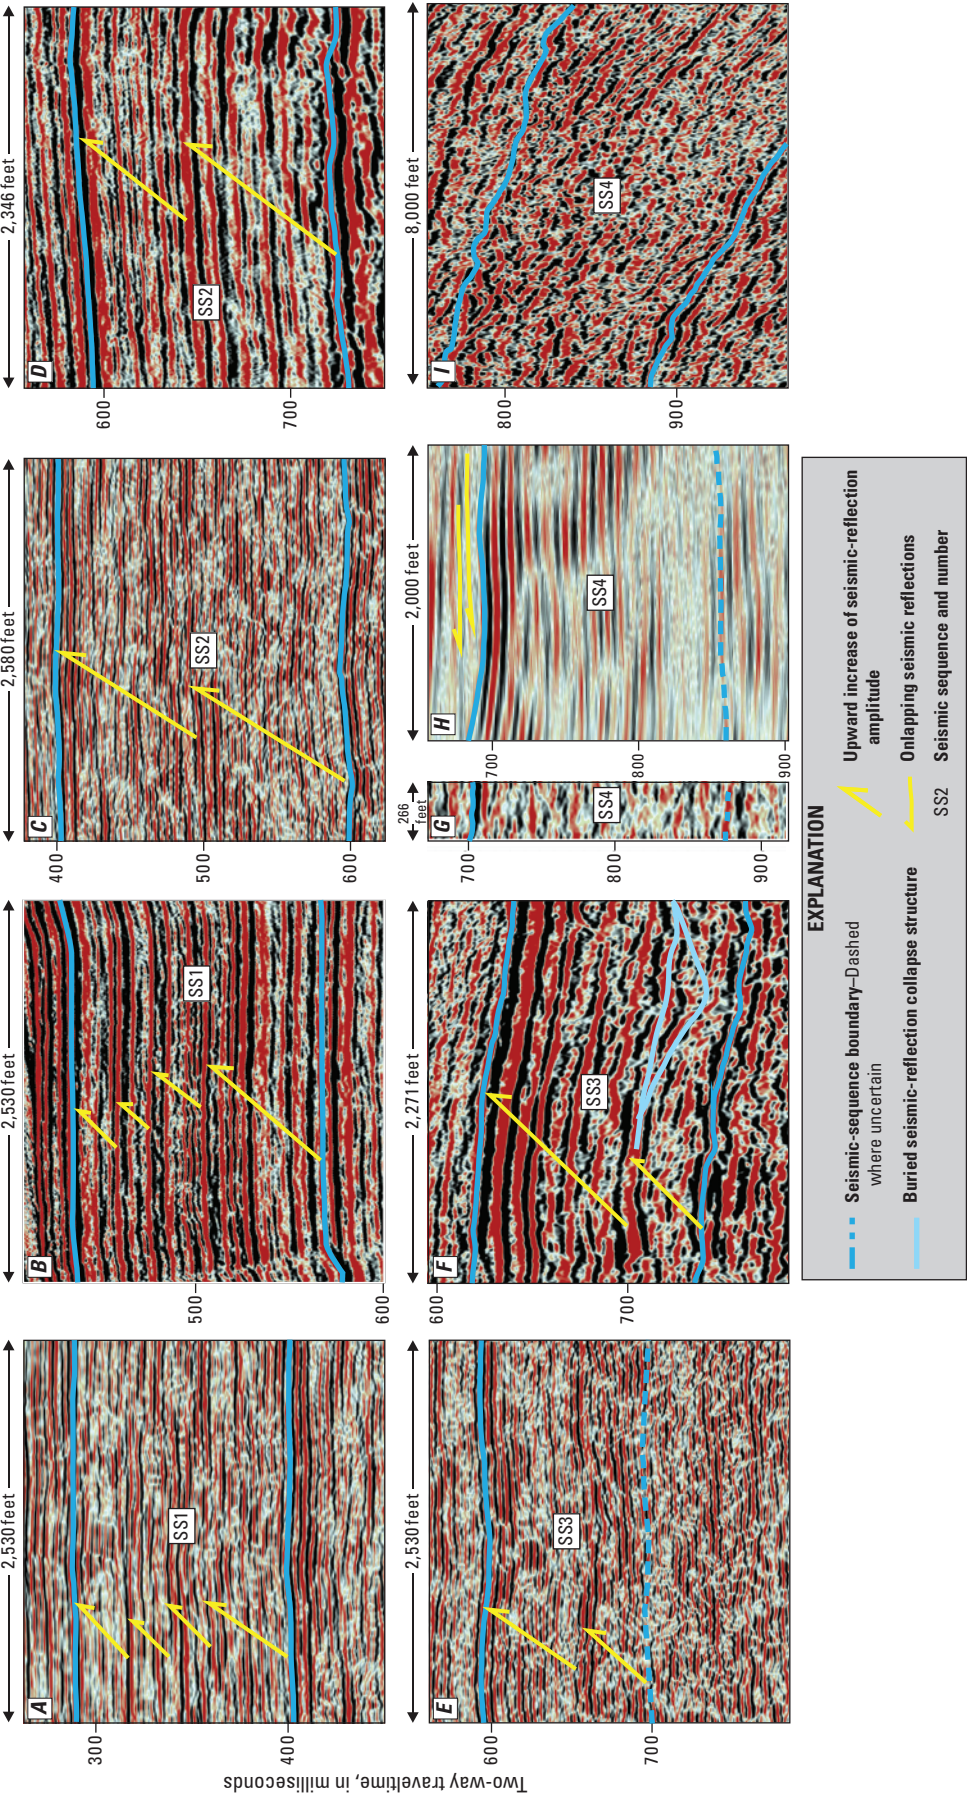 Two-way traveltime, in milliseconds
2,530 feet
A
300
400
SS1
2,530 feet
B
500
600
SS1
2,580 feet
C
400
500
600
SS2
2,346 feet
D
600
700
SS2
2,530 feet
E
600
700
SS3
2,271 feet
F
600
700
SS3
266
feet
G
700
800
900
SS4
2,000 feet
H
700
800
900
SS4
8,000 feet
I
800
900
SS4
EXPLANATION
Seismic-sequence boundary–Dashed
where uncertain
Buried seismic-reflection collapse structure
Upward increase of seismic-reflection
amplitude
Onlapping seismic reflections
SS2 Seismic sequence and number